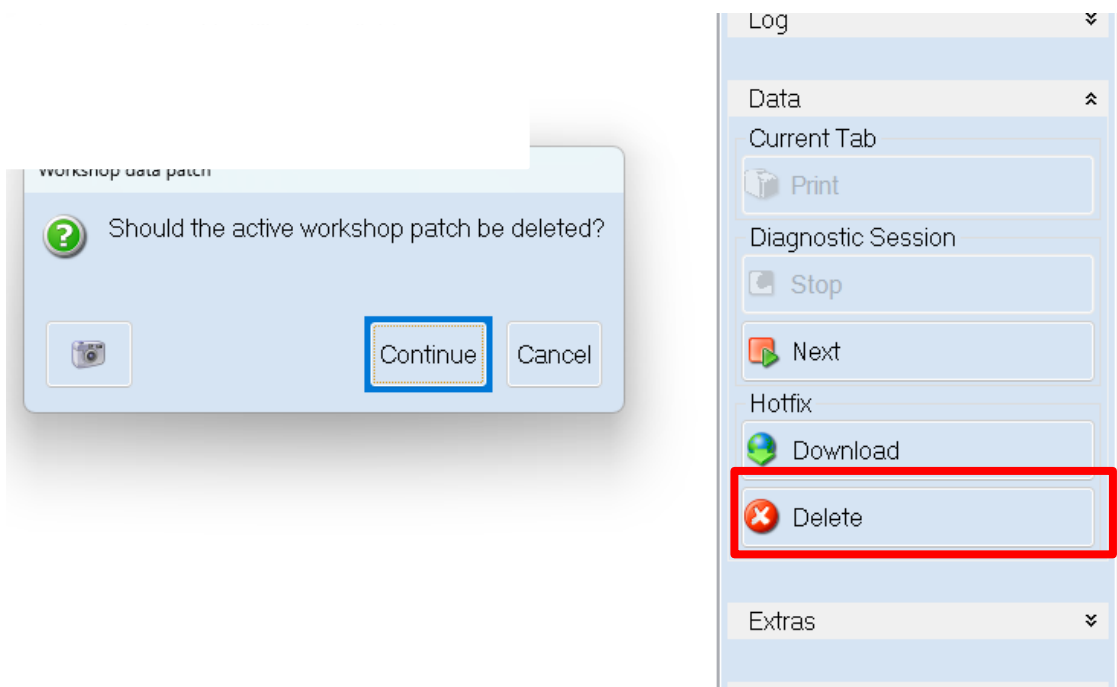 Workshop data patch
Should the active workshop patch be deleted?
Continue
Cancel
Log
Data
Current Tab
Print
Diagnostic Session
Stop
Next
Hotfix
Download
Delete
Extras